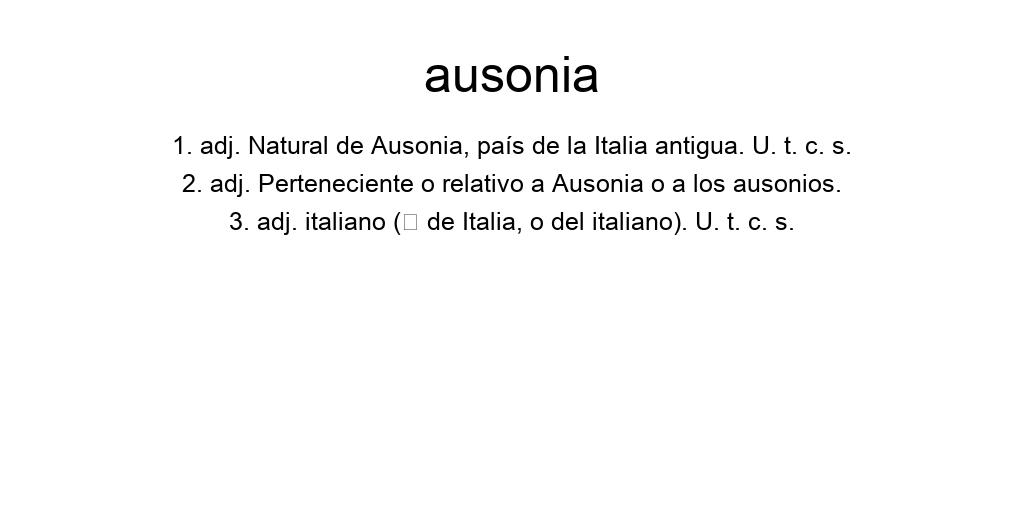 ausonia
1. adj. Natural de Ausonia, país de la Italia antigua. U. t. c. s.
2. adj. Perteneciente o relativo a Ausonia o a los ausonios.
3. adj. italiano (□ de Italia, o del italiano). U. t. c. s.